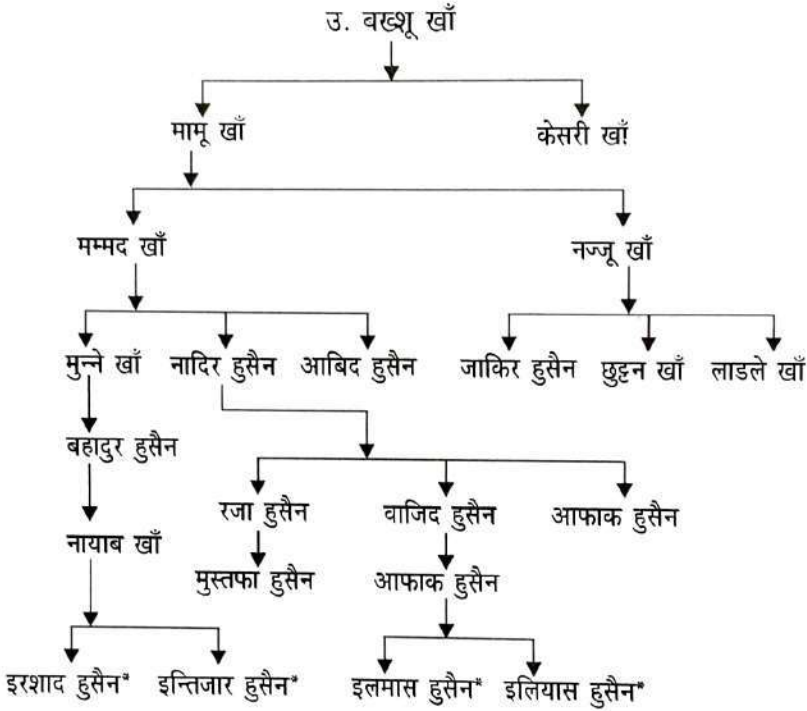 उ. बख्शू खाँ
मामू खाँ केसरी खाँ
मम्मद खाँ नज्जू खाँ
मुन्ने खाँ नादिर हुसैन आबिद हुसैन जाकिर हुसैन छुट्टन खाँ लाडले खाँ
बहादुर हुसैन
रजा हुसैन वाजिद हुसैन आफाक हुसैन
नायाब खाँ
मुस्तफा हुसैन आफाक हुसैन
इरशाद हुसैन* इन्तिजार हुसैन* इलमास हुसैन* इलियास हुसैन*